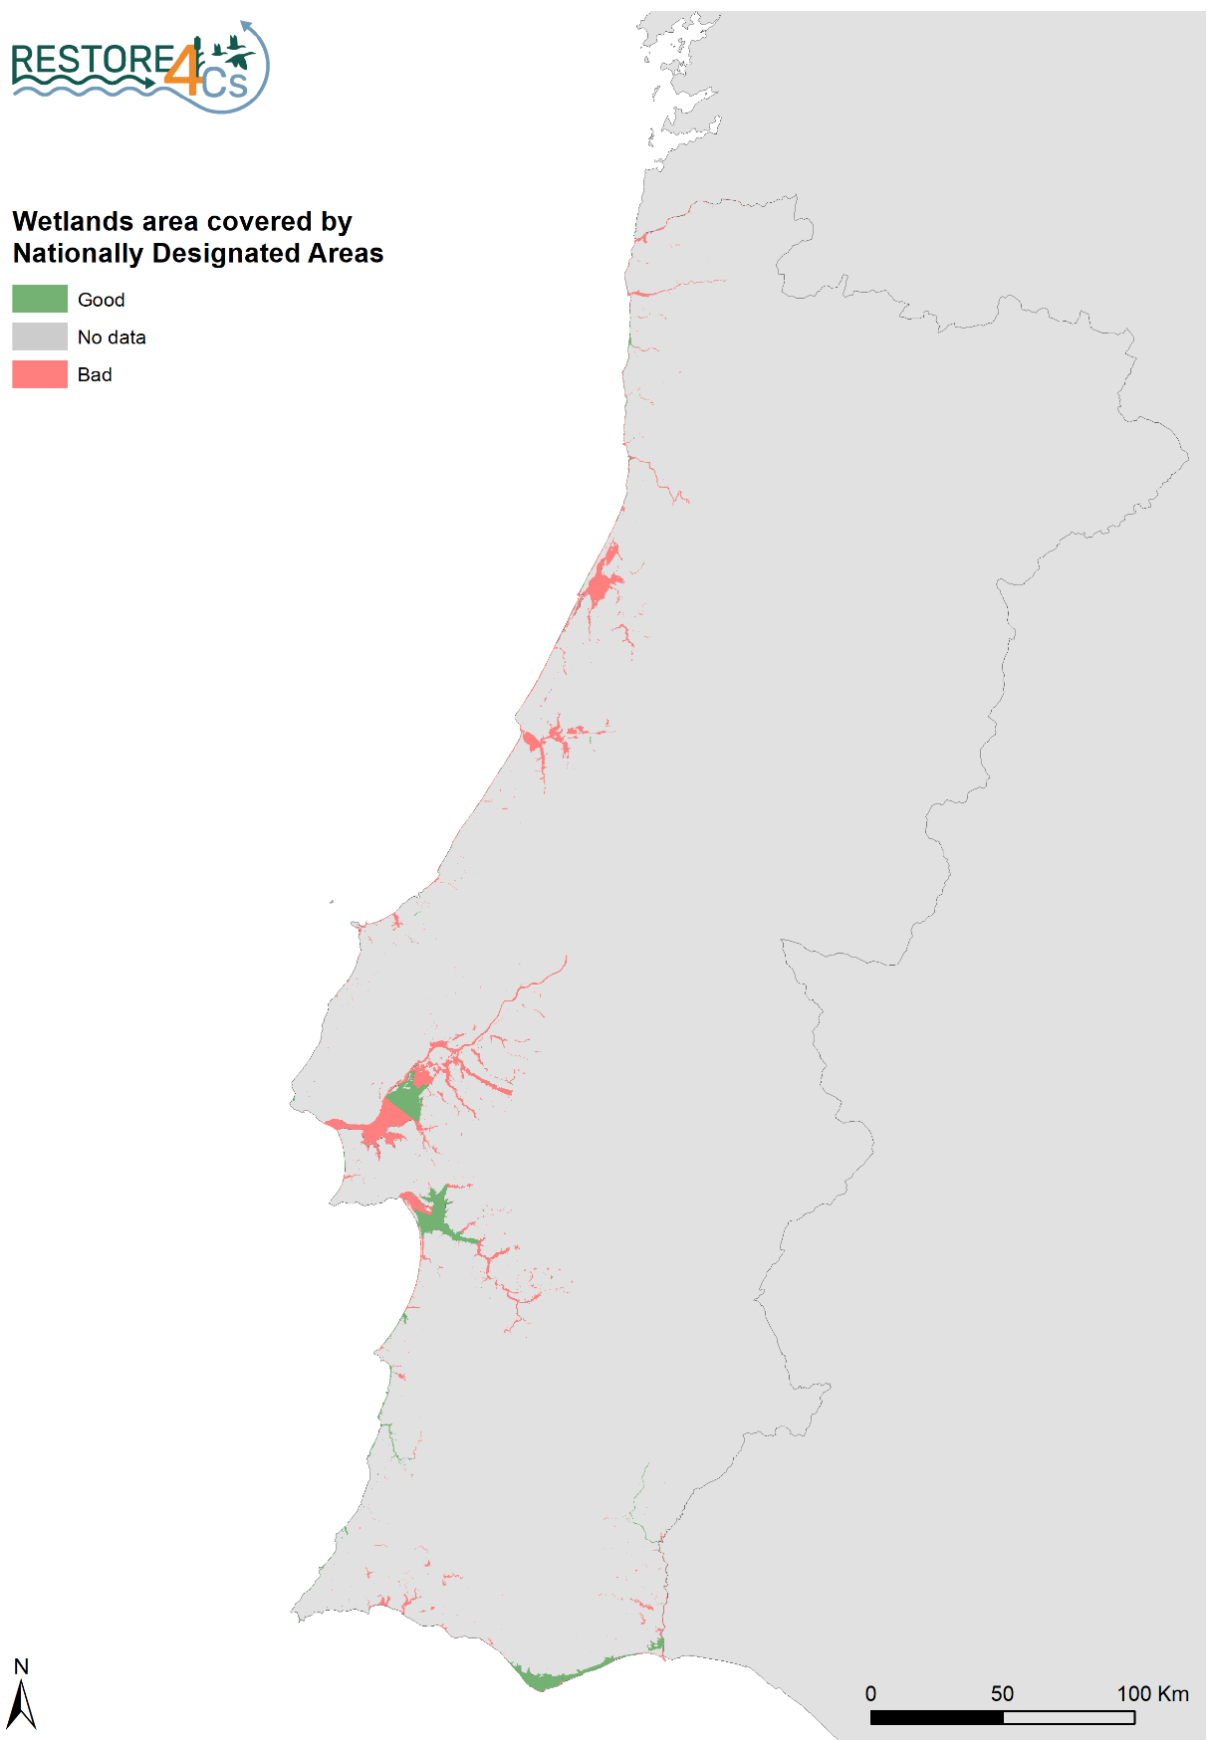 RESTORE4Cs
Wetlands area covered by
Nationally Designated Areas
Good
No data
Bad
N
0 50 100 Km